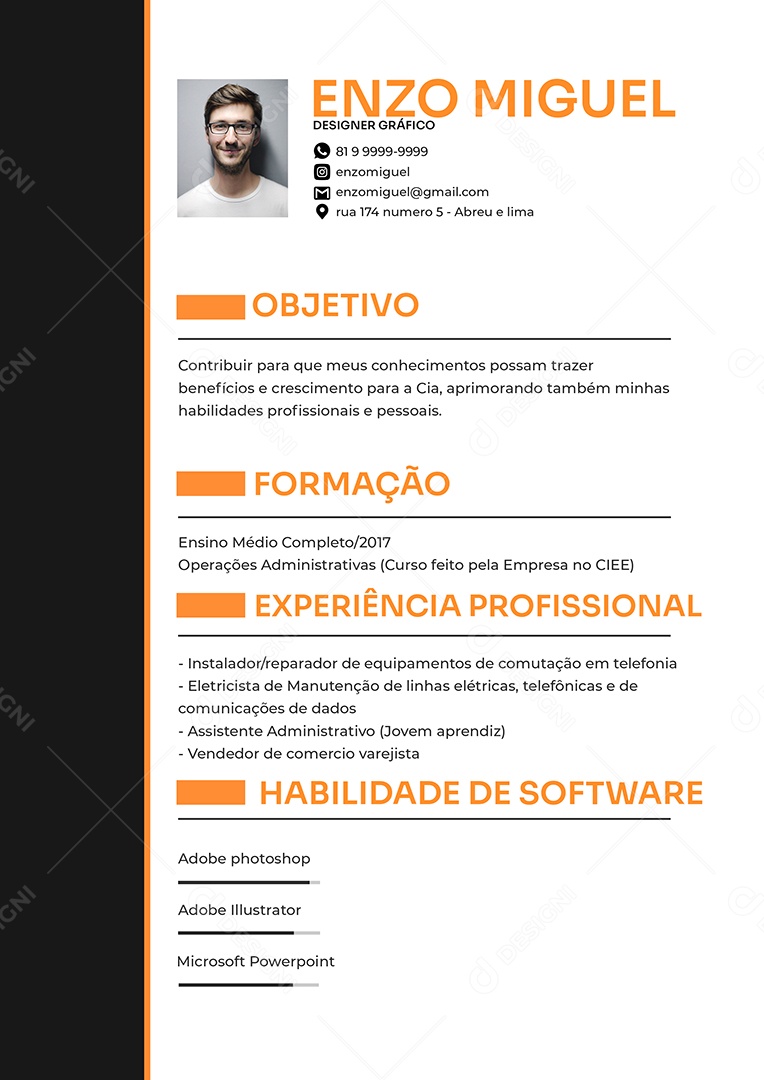 ENZO MIGUEL
DESIGNER GRÁFICO
81 9 9999-9999
enzomiguel
enzomiguel@gmail.com
rua 174 numero 5 - Abreu e lima
OBJETIVO
Contribuir para que meus conhecimentos possam trazer
benefícios e crescimento para a Cia, aprimorando também minhas
habilidades profissionais e pessoais.
FORMAÇÃO
Ensino Médio Completo/2017
Operações Administrativas (Curso feito pela Empresa no CIEE)
EXPERIÊNCIA PROFISSIONAL
- Instalador/reparador de equipamentos de comutação em telefonia
- Eletricista de Manutenção de linhas elétricas, telefônicas e de
comunicações de dados
- Assistente Administrativo (Jovem aprendiz)
- Vendedor de comercio varejista
HABILIDADE DE SOFTWARE
Adobe photoshop
Adobe Illustrator
Microsoft Powerpoint
DESIGNI